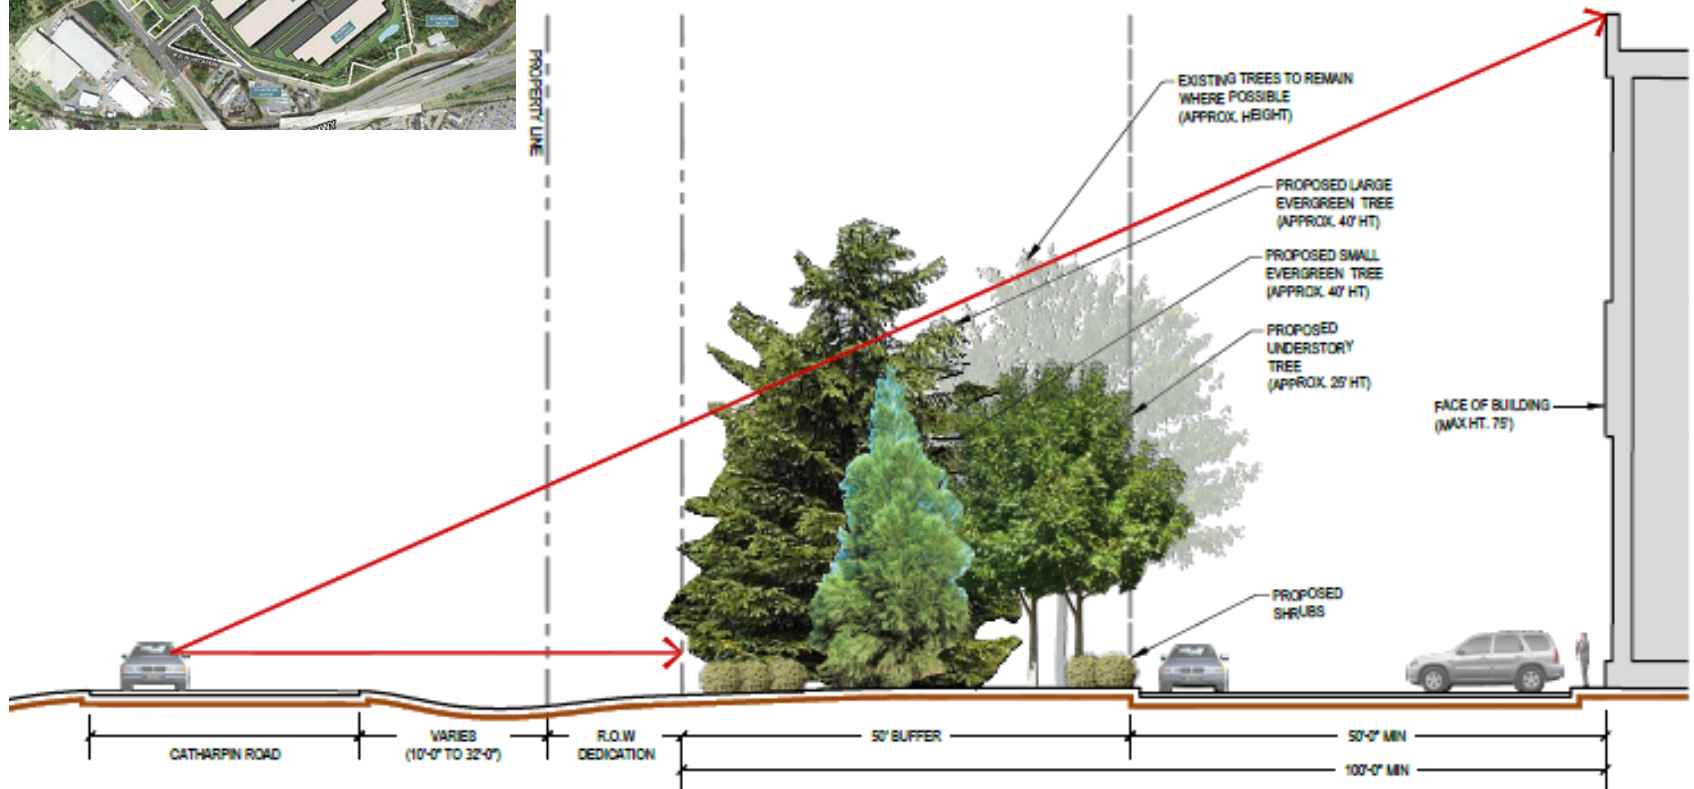 HWY
PROPERTY LINE
EXISTING TREES TO REMAIN
WHERE POSSIBLE
(APPROX. HEIGHT)
PROPOSED LARGE
EVERGREEN TREE
(APPROX. 40' HT)
PROPOSED SMALL
EVERGREEN TREE
(APPROX. 40' HT)
PROPOSED
UNDERSTORY
TREE
(APPROX. 25' HT)
FACE OF BUILDING
(MAX HT. 75')
PROPOSED
SHRUBS
CATHARPIN ROAD
VARIES
(10'-0" TO 32'-0")
R.O.W
DEDICATION
50' BUFFER
50'-0" MIN
100'-0" MIN